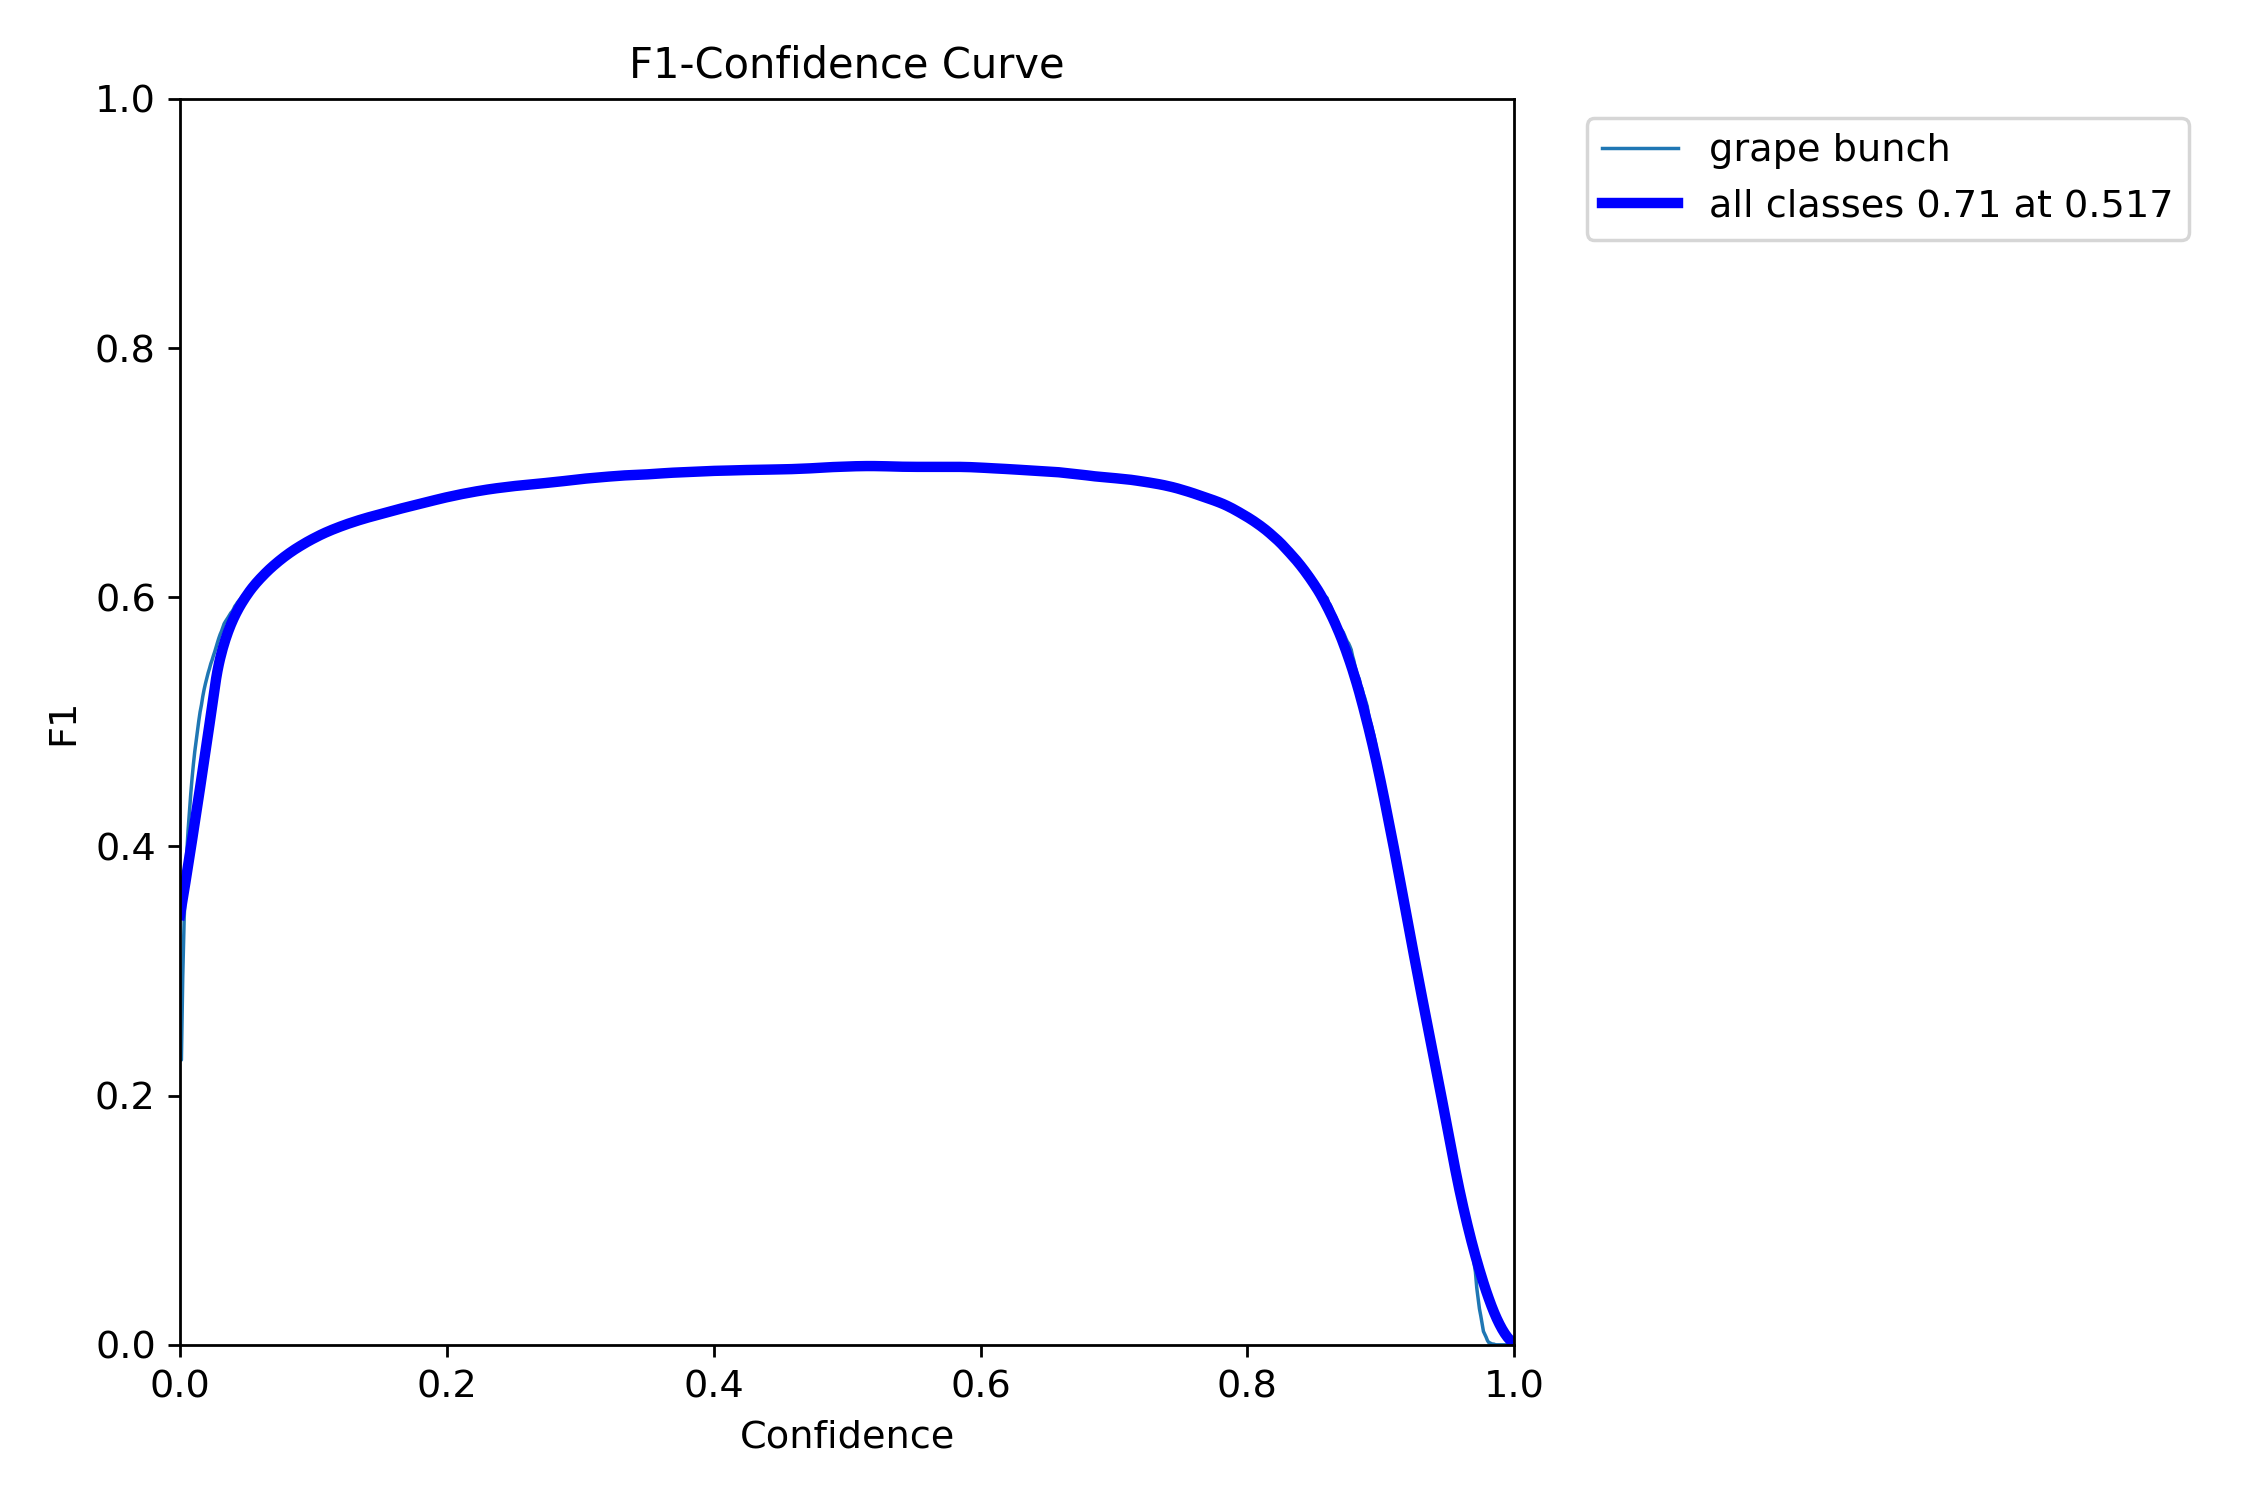 F1-Confidence Curve
1.0
0.8
0.6
0.4
0.2
0.0
F1
0.0 0.2 0.4 0.6 0.8 1.0
Confidence
grape bunch
all classes 0.71 at 0.517